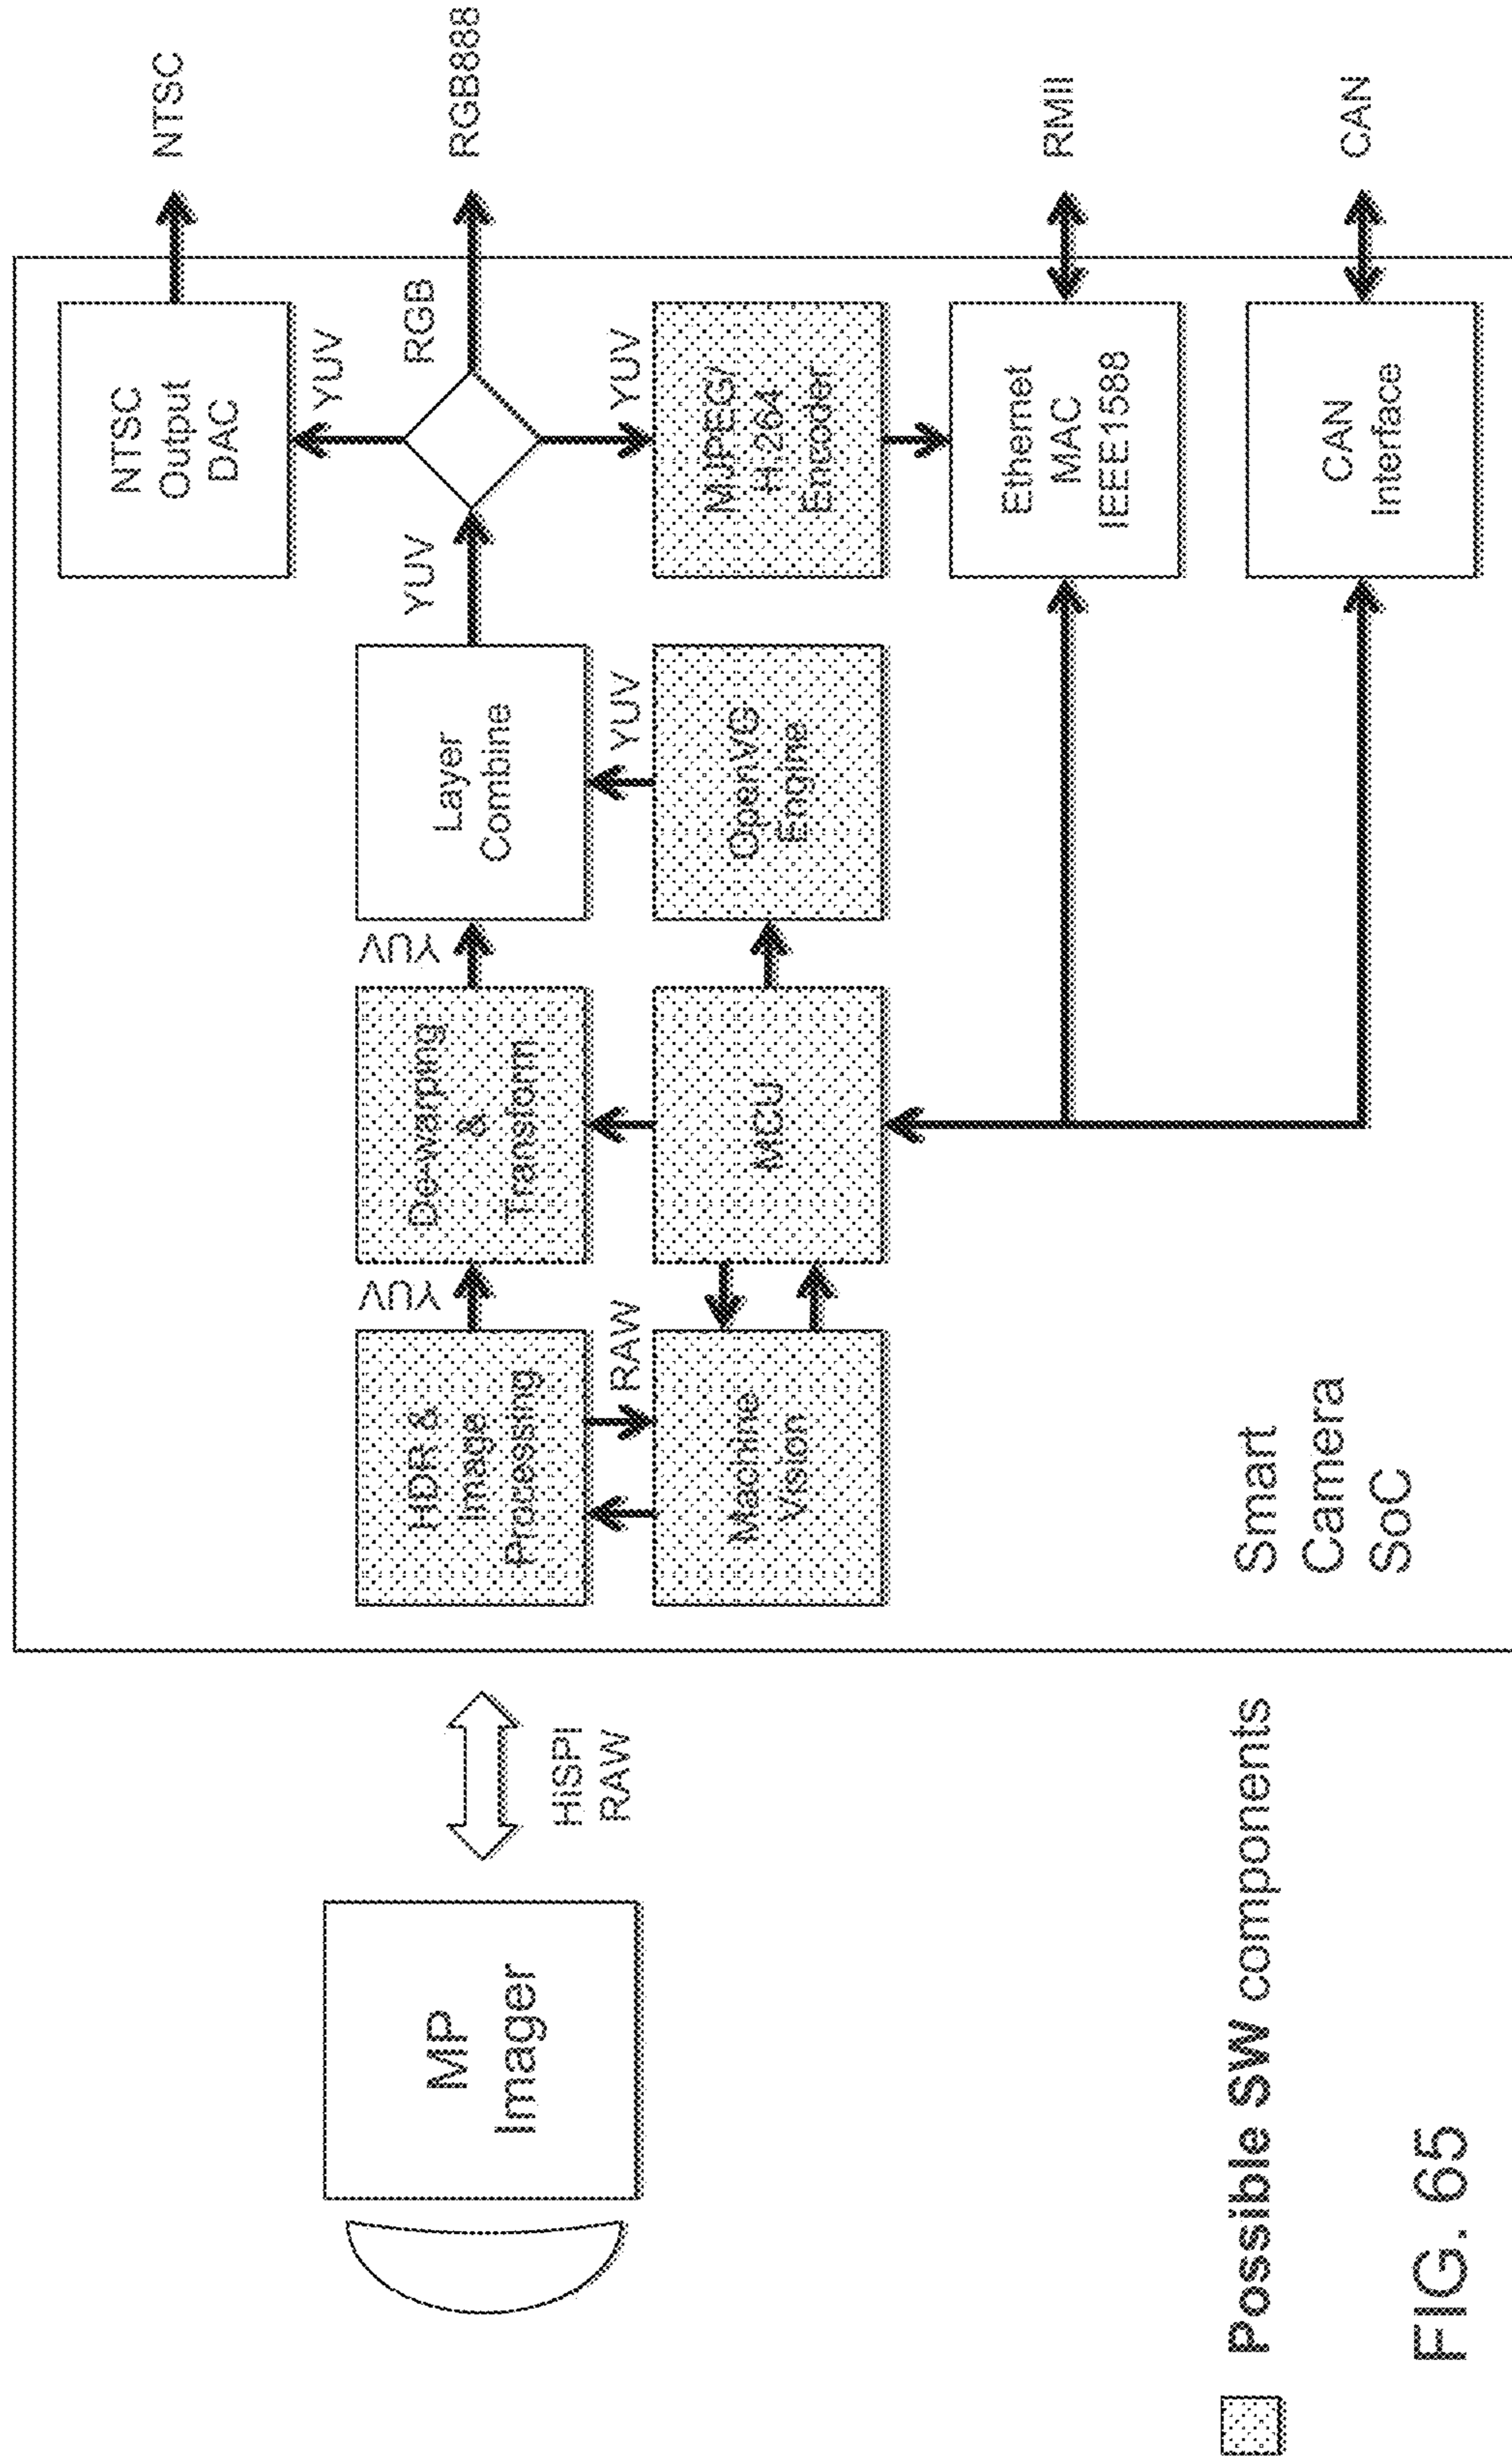 NTSC
Output
DAC
NTSC
YUV
RGB
RGB888
YUV
HDR &
Image
Processing
YUV
De-warping
&
Transform
YUV
Layer
Combine
YUV
RAW
YUV
MP
Imager
HISPI
RAW
Machine
Vision
MCU
OpenVG
Engine
MJPEG/
H.264
Encoder
Ethernet
MAC
IEEE1588
RMII
CAN
Interface
CAN
Smart
Camera
SoC
Possible SW components
FIG. 65